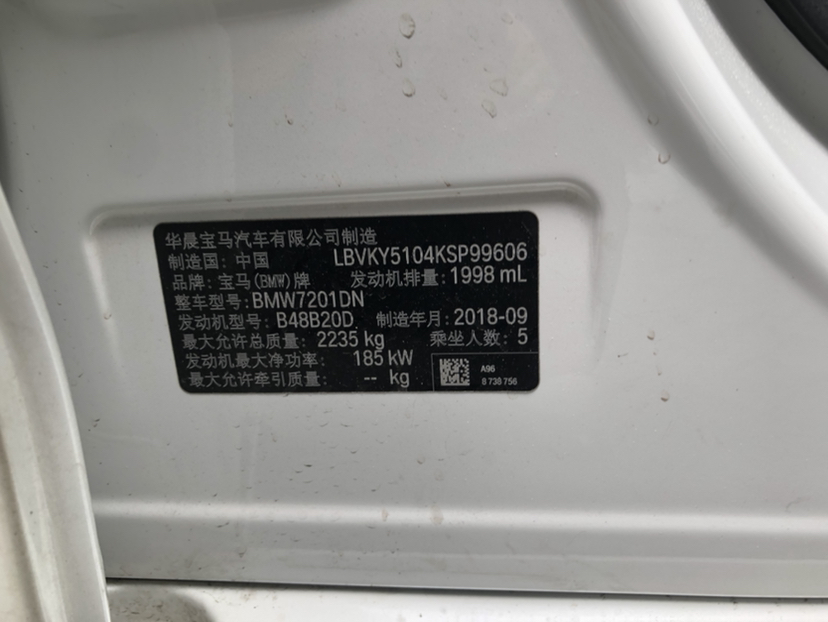 华晨宝马汽车有限公司制造
制造国: 中国 LBVKY5104KSP99606
品牌: 宝马(BMW)牌 发动机排量: 1998 mL
整车型号: BMW7201DN
发动机型号: B48B20D 制造年月: 2018-09
最大允许总质量: 2235 kg 乘坐人数: 5
发动机最大净功率: 185 kW
最大允许牵引质量: -- kg
A96
8 738 756